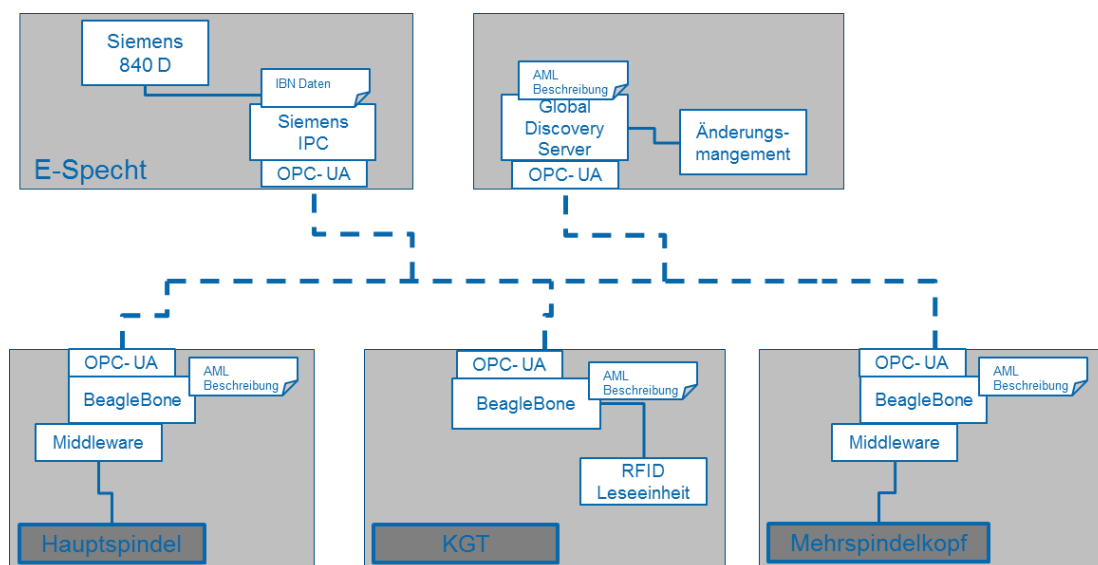 Siemens
840 D
IBN Daten
Siemens
IPC
OPC- UA
E-Specht
AML
Beschreibung
Global
Discovery
Server
OPC- UA
Änderungs-
mangement
OPC- UA
BeagleBone
AML
Beschreibung
Middleware
Hauptspindel
OPC- UA
BeagleBone
AML
Beschreibung
RFID
Leseeinheit
KGT
OPC- UA
BeagleBone
AML
Beschreibung
Middleware
Mehrspindelkopf